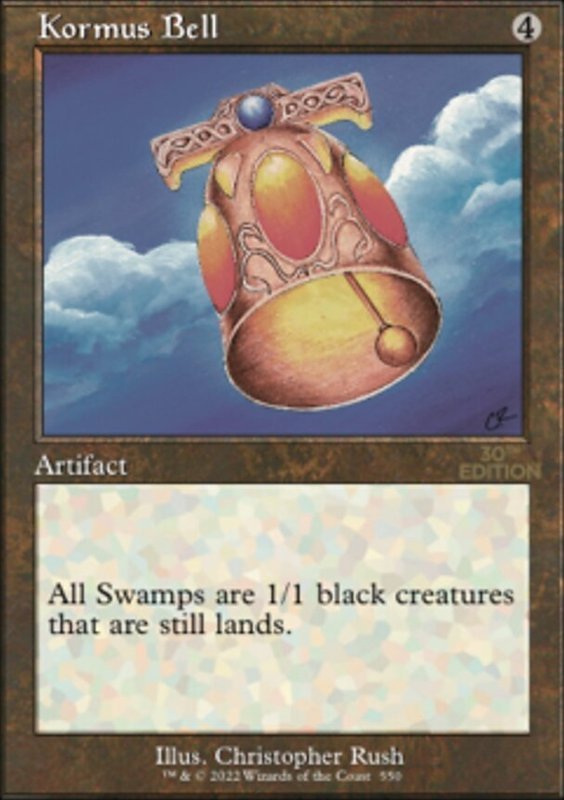 Kormus Bell 4
CR
Artifact
30TH EDITION
All Swamps are 1/1 black creatures
that are still lands.
Illus. Christopher Rush
™ & © 2022 Wizards of the Coast 550